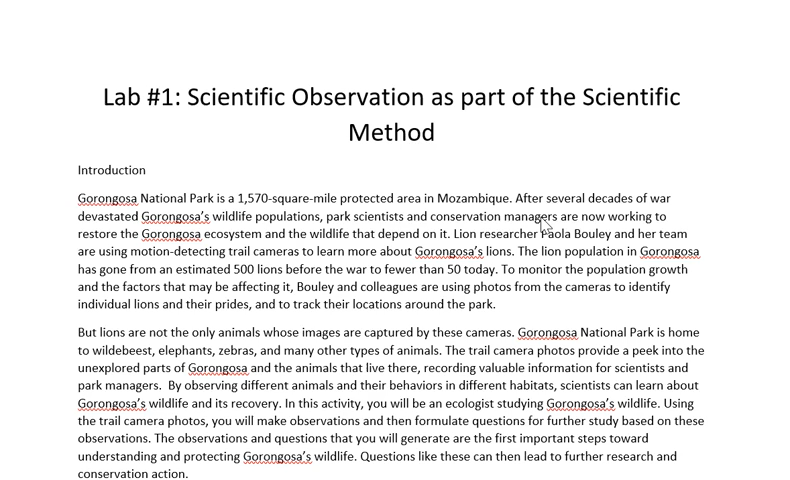 Lab #1: Scientific Observation as part of the Scientific
Method
Introduction
Gorongosa National Park is a 1,570-square-mile protected area in Mozambique. After several decades of war
devastated Gorongosa’s wildlife populations, park scientists and conservation managers are now working to
restore the Gorongosa ecosystem and the wildlife that depend on it. Lion researcher Paola Bouley and her team
are using motion-detecting trail cameras to learn more about Gorongosa’s lions. The lion population in Gorongosa
has gone from an estimated 500 lions before the war to fewer than 50 today. To monitor the population growth
and the factors that may be affecting it, Bouley and colleagues are using photos from the cameras to identify
individual lions and their prides, and to track their locations around the park.
But lions are not the only animals whose images are captured by these cameras. Gorongosa National Park is home
to wildebeest, elephants, zebras, and many other types of animals. The trail camera photos provide a peek into the
unexplored parts of Gorongosa and the animals that live there, recording valuable information for scientists and
park managers.  By observing different animals and their behaviors in different habitats, scientists can learn about
Gorongosa’s wildlife and its recovery. In this activity, you will be an ecologist studying Gorongosa’s wildlife. Using
the trail camera photos, you will make observations and then formulate questions for further study based on these
observations. The observations and questions that you will generate are the first important steps toward
understanding and protecting Gorongosa’s wildlife. Questions like these can then lead to further research and
conservation action.